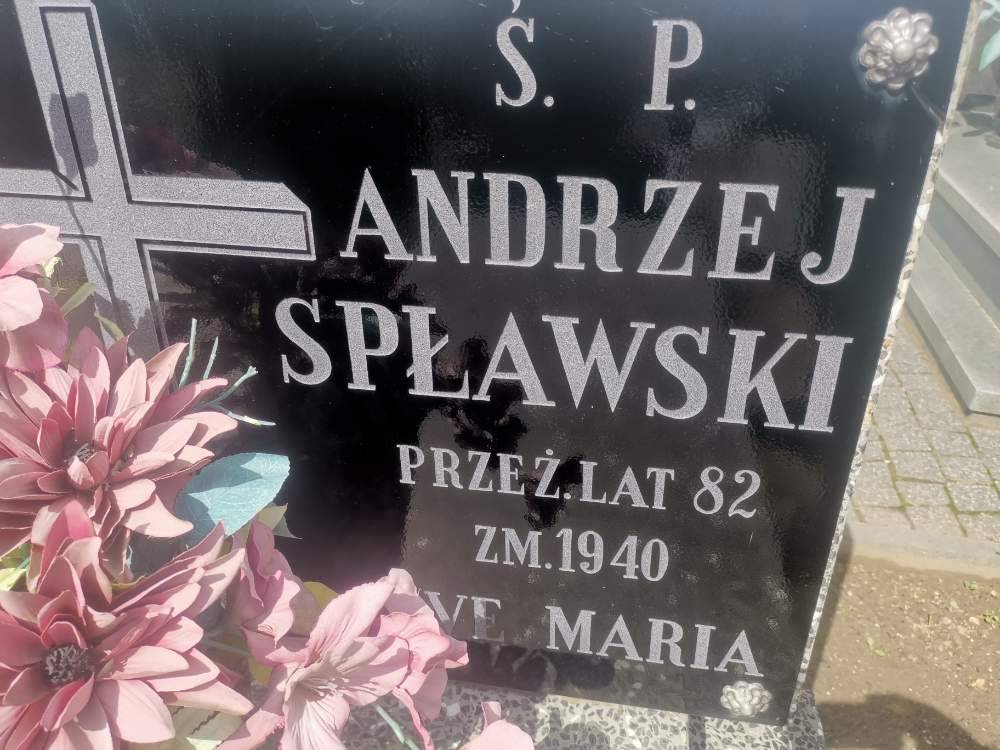 Ś. P.
ANDRZEJ
SPŁAWSKI
PRZEŻ. LAT 82
ZM. 1940
MARIA